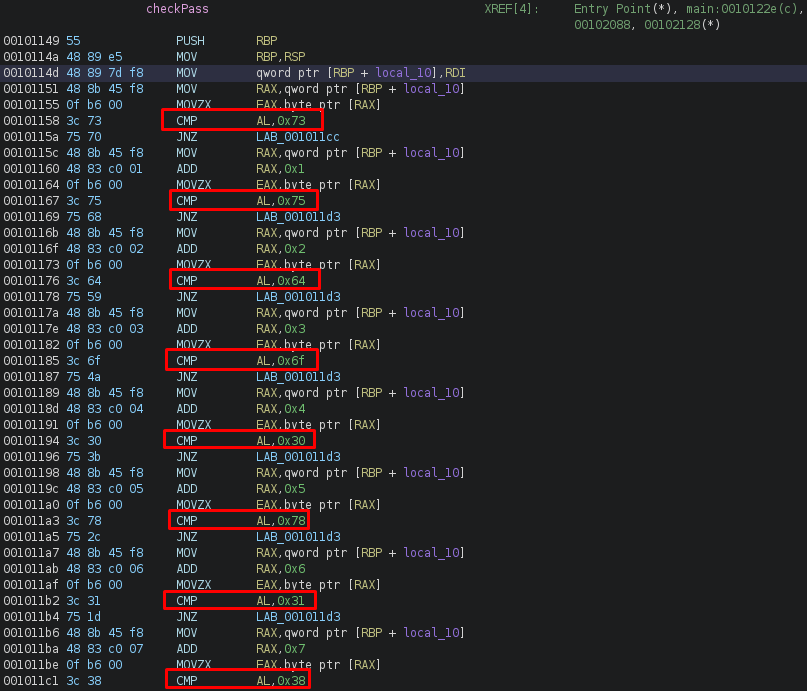 checkPass XREF[4]: Entry Point(*), main:0010122e(c),
00102088, 00102128(*)
00101149 55 PUSH RBP
0010114a 48 89 e5 MOV RBP,RSP
0010114d 48 89 7d f8 MOV qword ptr [RBP + local_10],RDI
00101151 48 8b 45 f8 MOV RAX,qword ptr [RBP + local_10]
00101155 0f b6 00 MOVZX EAX,byte ptr [RAX]
00101158 3c 73 CMP AL,0x73
0010115a 75 70 JNZ LAB_001011cc
0010115c 48 8b 45 f8 MOV RAX,qword ptr [RBP + local_10]
00101160 48 83 c0 01 ADD RAX,0x1
00101164 0f b6 00 MOVZX EAX,byte ptr [RAX]
00101167 3c 75 CMP AL,0x75
00101169 75 68 JNZ LAB_001011d3
0010116b 48 8b 45 f8 MOV RAX,qword ptr [RBP + local_10]
0010116f 48 83 c0 02 ADD RAX,0x2
00101173 0f b6 00 MOVZX EAX,byte ptr [RAX]
00101176 3c 64 CMP AL,0x64
00101178 75 59 JNZ LAB_001011d3
0010117a 48 8b 45 f8 MOV RAX,qword ptr [RBP + local_10]
0010117e 48 83 c0 03 ADD RAX,0x3
00101182 0f b6 00 MOVZX EAX,byte ptr [RAX]
00101185 3c 6f CMP AL,0x6f
00101187 75 4a JNZ LAB_001011d3
00101189 48 8b 45 f8 MOV RAX,qword ptr [RBP + local_10]
0010118d 48 83 c0 04 ADD RAX,0x4
00101191 0f b6 00 MOVZX EAX,byte ptr [RAX]
00101194 3c 30 CMP AL,0x30
00101196 75 3b JNZ LAB_001011d3
00101198 48 8b 45 f8 MOV RAX,qword ptr [RBP + local_10]
0010119c 48 83 c0 05 ADD RAX,0x5
001011a0 0f b6 00 MOVZX EAX,byte ptr [RAX]
001011a3 3c 78 CMP AL,0x78
001011a5 75 2c JNZ LAB_001011d3
001011a7 48 8b 45 f8 MOV RAX,qword ptr [RBP + local_10]
001011ab 48 83 c0 06 ADD RAX,0x6
001011af 0f b6 00 MOVZX EAX,byte ptr [RAX]
001011b2 3c 31 CMP AL,0x31
001011b4 75 1d JNZ LAB_001011d3
001011b6 48 8b 45 f8 MOV RAX,qword ptr [RBP + local_10]
001011ba 48 83 c0 07 ADD RAX,0x7
001011be 0f b6 00 MOVZX EAX,byte ptr [RAX]
001011c1 3c 38 CMP AL,0x38